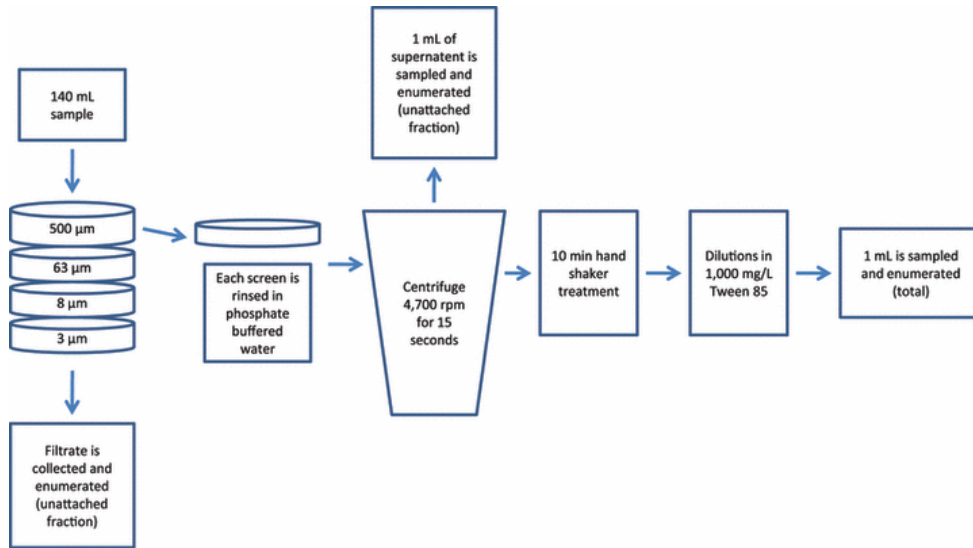 140 mL
sample
500 µm
63 µm
8 µm
3 µm
Filtrate is
collected and
enumerated
(unattached
fraction)
Each screen is
rinsed in
phosphate
buffered
water
1 mL of
supernatent is
sampled and
enumerated
(unattached
fraction)
Centrifuge
4,700 rpm
for 15
seconds
10 min hand
shaker
treatment
Dilutions in
1,000 mg/L
Tween 85
1 mL is sampled
and enumerated
(total)